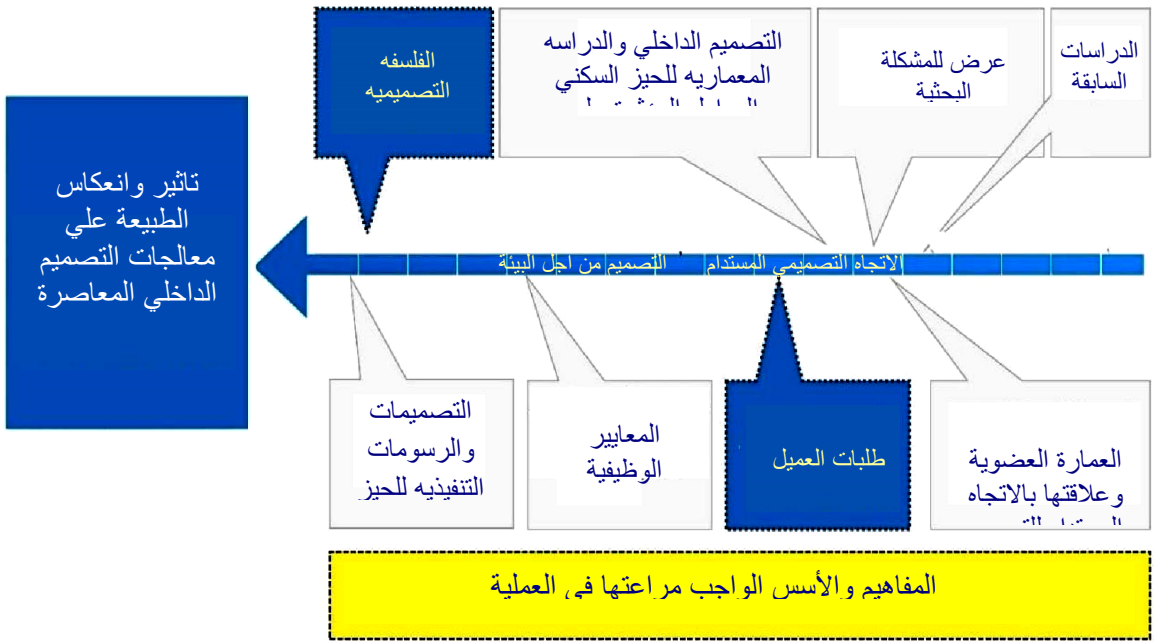 الدراسات
السابقة
عرض للمشكلة
البحثية
التصميم الداخلي والدراسه
المعماريه للحيز السكني
الفلسفه
التصميميه
تاثير وانعكاس
الطبيعة علي
معالجات التصميم
الداخلي المعاصرة
الاتجاه التصميمي المستدام
التصميم من اجل البيئة
العمارة العضوية
وعلاقتها بالاتجاه
طلبات العميل
المعايير
الوظيفية
التصميمات
والرسومات
التنفيذيه للحيز
المفاهيم والأسس الواجب مراعتها في العملية